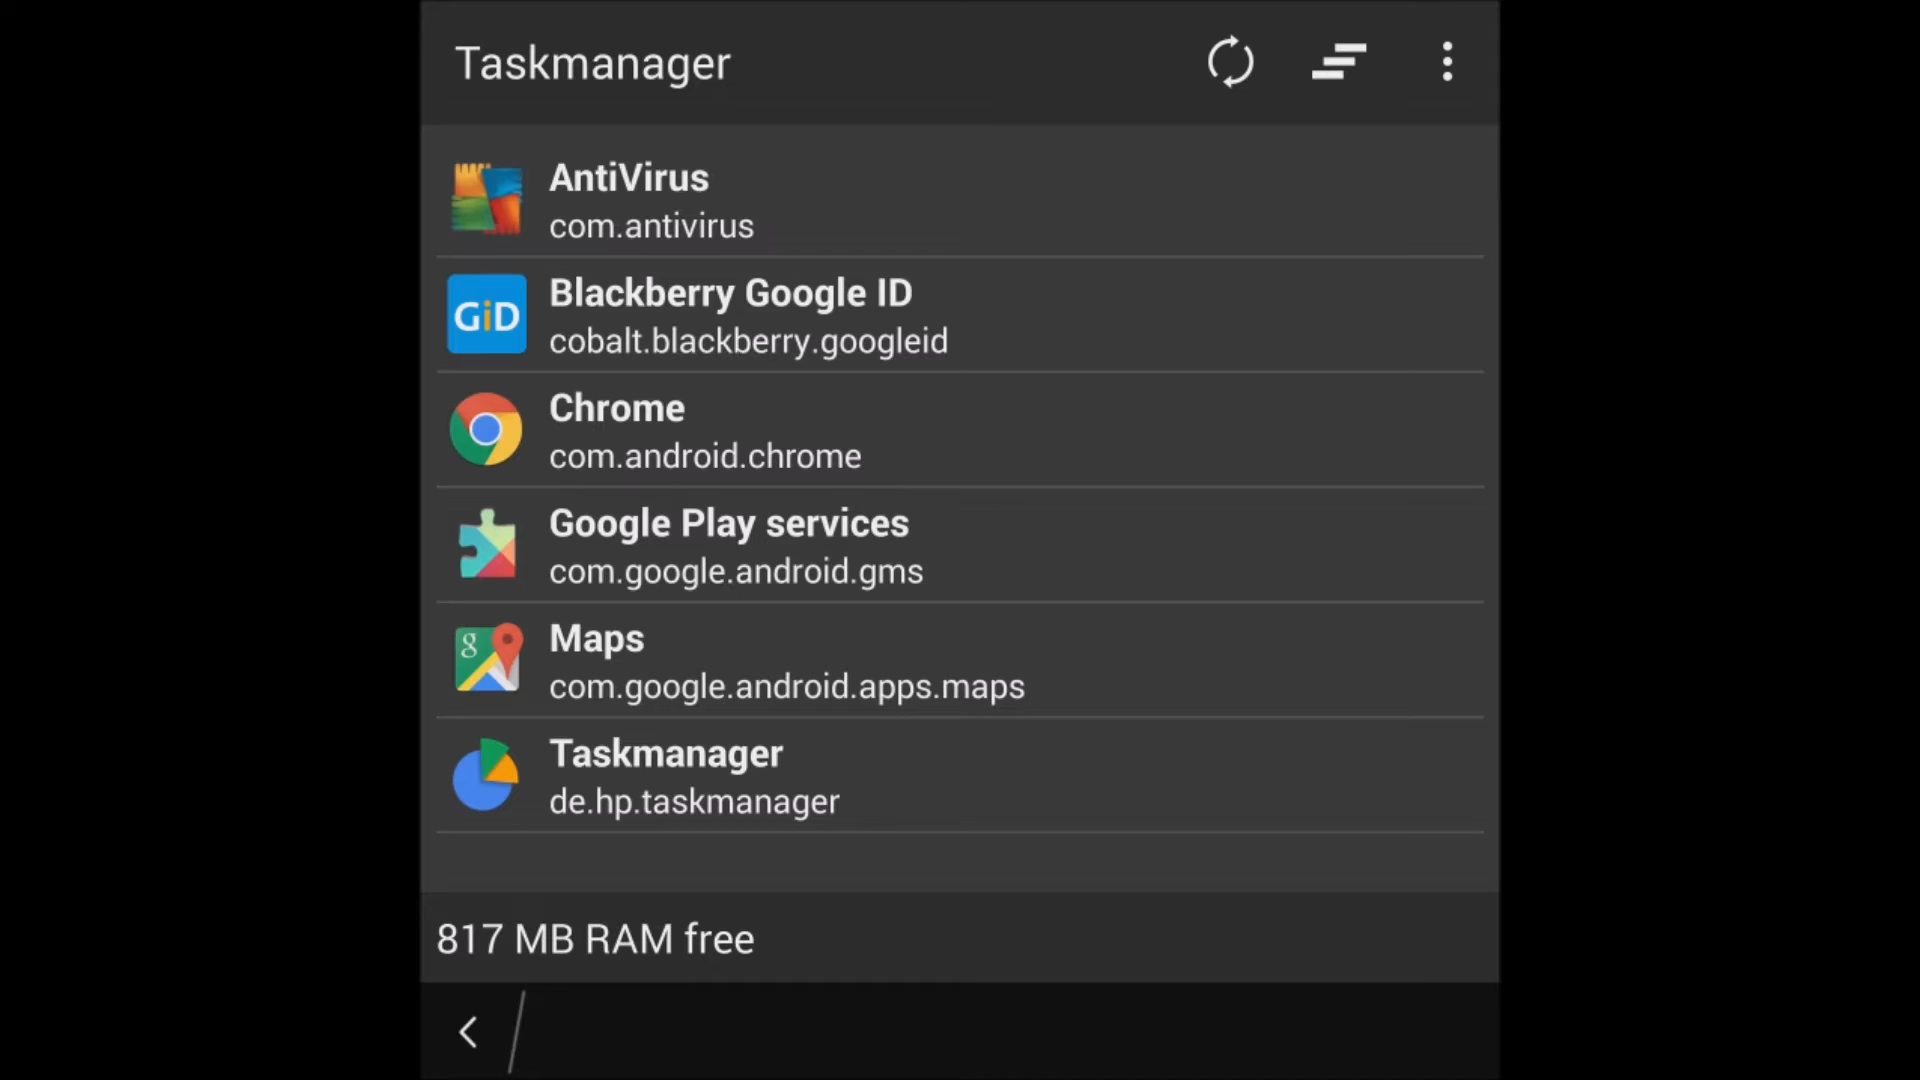 Taskmanager
AntiVirus
com.antivirus
GiD
Blackberry Google ID
cobalt.blackberry.googleid
Chrome
com.android.chrome
Google Play services
com.google.android.gms
g
Maps
com.google.android.apps.maps
Taskmanager
de.hp.taskmanager
817 MB RAM free